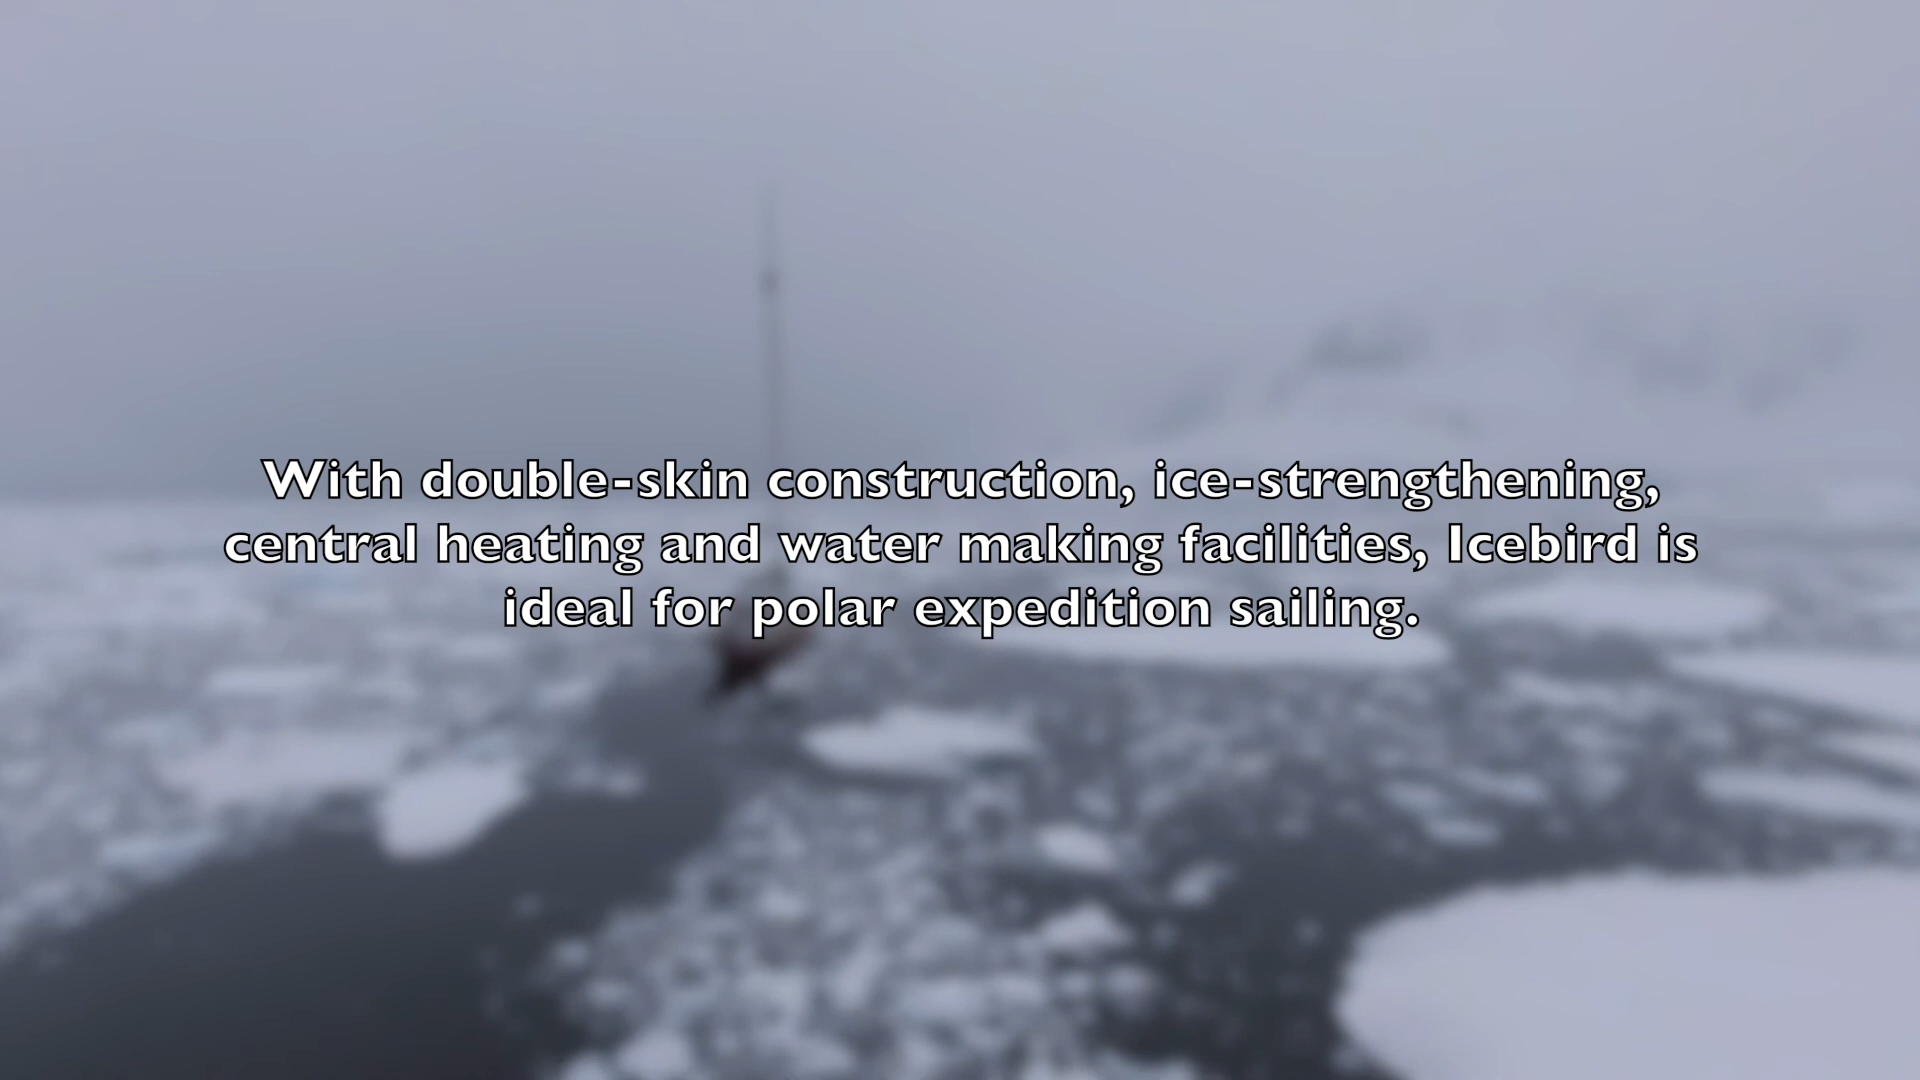 With double-skin construction, ice-strengthening,
central heating and water making facilities, Icebird is
ideal for polar expedition sailing.